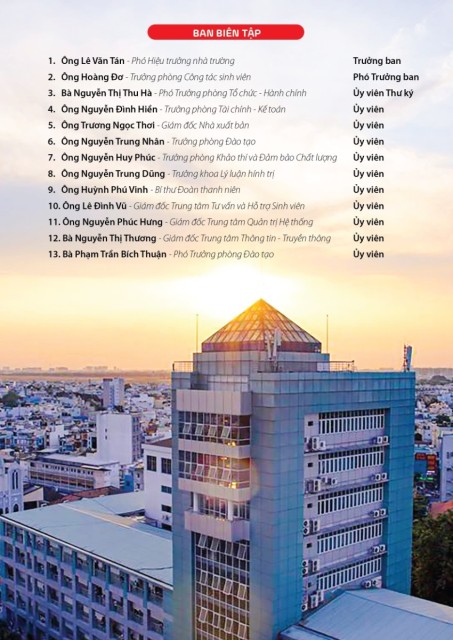 BAN BIÊN TẬP
1. Ông Lê Văn Tán - Phó Hiệu trưởng nhà trường Trưởng ban
2. Ông Hoàng Đơ - Trưởng phòng Công tác sinh viên Phó Trưởng ban
3. Bà Nguyễn Thị Thu Hà - Phó Trưởng phòng Tổ chức - Hành chính Ủy viên Thư ký
4. Ông Nguyễn Đình Hiển - Trưởng phòng Tài chính - Kế toán Ủy viên
5. Ông Trương Ngọc Thơi - Giám đốc Nhà xuất bản Ủy viên
6. Ông Nguyễn Trung Nhân - Trưởng phòng Đào tạo Ủy viên
7. Ông Nguyễn Huy Phúc - Trưởng phòng Khảo thí và Đảm bảo Chất lượng Ủy viên
8. Ông Nguyễn Trung Dũng - Trưởng khoa Lý luận hính trị Ủy viên
9. Ông Huỳnh Phú Vinh - Bí thư Đoàn thanh niên Ủy viên
10. Ông Lê Đình Vũ - Giám đốc Trung tâm Tư vấn và Hỗ trợ Sinh viên Ủy viên
11. Ông Nguyễn Phúc Hưng - Giám đốc Trung tâm Quản trị Hệ thống Ủy viên
12. Bà Nguyễn Thị Thương - Giám đốc Trung tâm Thông tin - Truyền thông Ủy viên
13. Bà Phạm Trần Bích Thuận - Phó Trưởng phòng Đào tạo Ủy viên